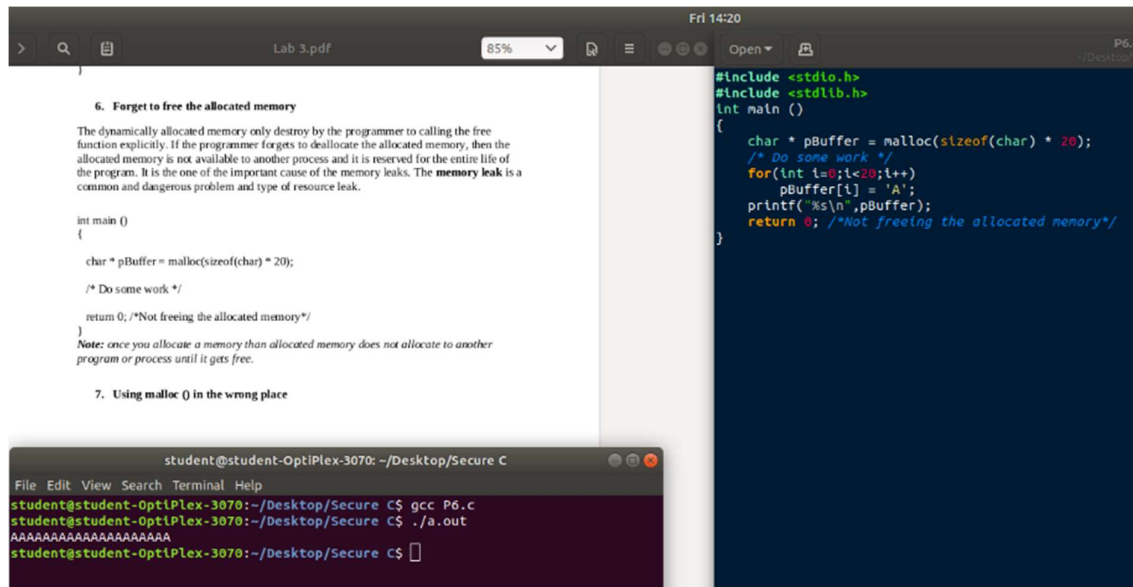 Fri 14:20
Lab 3.pdf
85%
6. Forget to free the allocated memory
The dynamically allocated memory only destroy by the programmer to calling the free
function explicitly. If the programmer forgets to deallocate the allocated memory, then the
allocated memory is not available to another process and it is reserved for the entire life of
the program. It is the one of the important cause of the memory leaks. The memory leak is a
common and dangerous problem and type of resource leak.
int main ()
{
char * pBuffer = malloc(sizeof(char) * 20);
/* Do some work */
return 0; /*Not freeing the allocated memory*/
}
Note: once you allocate a memory than allocated memory does not allocate to another
program or process until it gets free.
7. Using malloc () in the wrong place
Open
P6.
~/Desktop/
#include <stdio.h>
#include <stdlib.h>
int main ()
{
char * pBuffer = malloc(sizeof(char) * 20);
/* Do some work */
for(int i=0;i<20;i++)
pBuffer[i] = 'A';
printf("%s\n",pBuffer);
return 0; /*Not freeing the allocated memory*/
}
student@student-OptiPlex-3070: ~/Desktop/Secure C
File Edit View Search Terminal Help
student@student-OptiPlex-3070:~/Desktop/Secure C$ gcc P6.c
student@student-OptiPlex-3070:~/Desktop/Secure C$ ./a.out
AAAAAAAAAAAAAAAAAAAA
student@student-OptiPlex-3070:~/Desktop/Secure C$